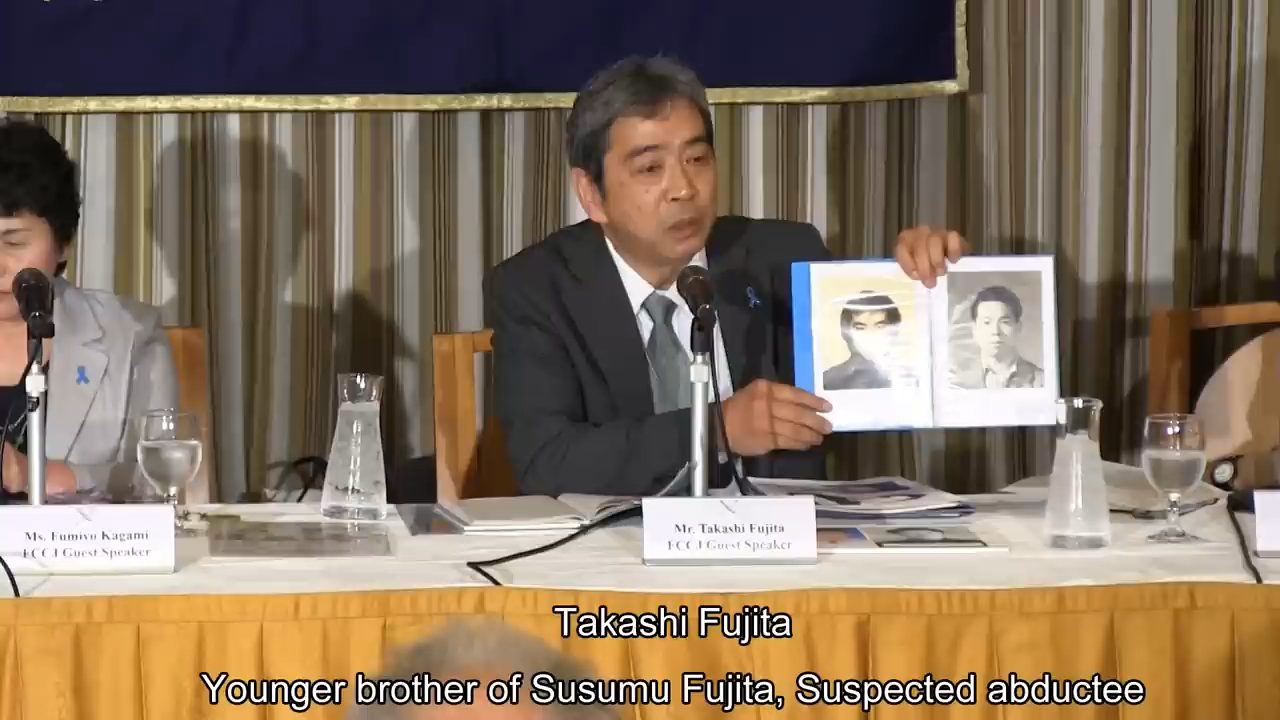 Ms. Fumiyo Kagami
FCCJ Guest Speaker
Mr. Takashi Fujita
FCCJ Guest Speaker
Takashi Fujita
Younger brother of Susumu Fujita, Suspected abductee